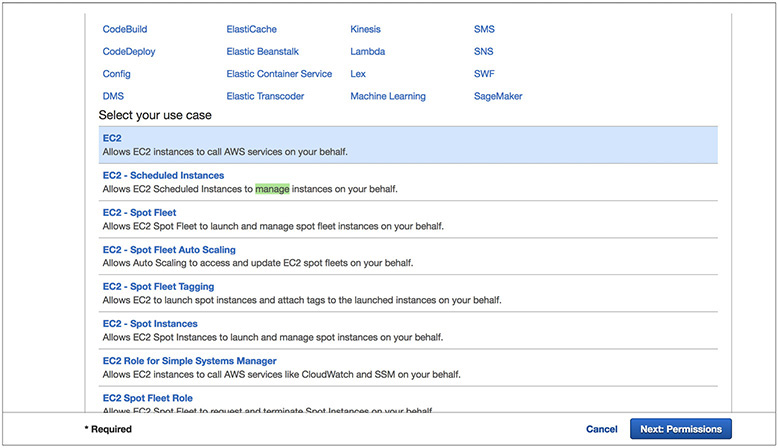 CodeBuild ElastiCache Kinesis SMS
CodeDeploy Elastic Beanstalk Lambda SNS
Config Elastic Container Service Lex SWF
DMS Elastic Transcoder Machine Learning SageMaker
Select your use case
EC2
Allows EC2 instances to call AWS services on your behalf.
EC2 - Scheduled Instances
Allows EC2 Scheduled Instances to manage instances on your behalf.
EC2 - Spot Fleet
Allows EC2 Spot Fleet to launch and manage spot fleet instances on your behalf.
EC2 - Spot Fleet Auto Scaling
Allows Auto Scaling to access and update EC2 spot fleets on your behalf.
EC2 - Spot Fleet Tagging
Allows EC2 to launch spot instances and attach tags to the launched instances on your behalf.
EC2 - Spot Instances
Allows EC2 Spot Instances to launch and manage spot instances on your behalf.
EC2 Role for Simple Systems Manager
Allows EC2 instances to call AWS services like CloudWatch and SSM on your behalf.
EC2 Spot Fleet Role
Allows EC2 Spot Fleet to request and terminate Spot Instances on your behalf
* Required Cancel Next: Permissions